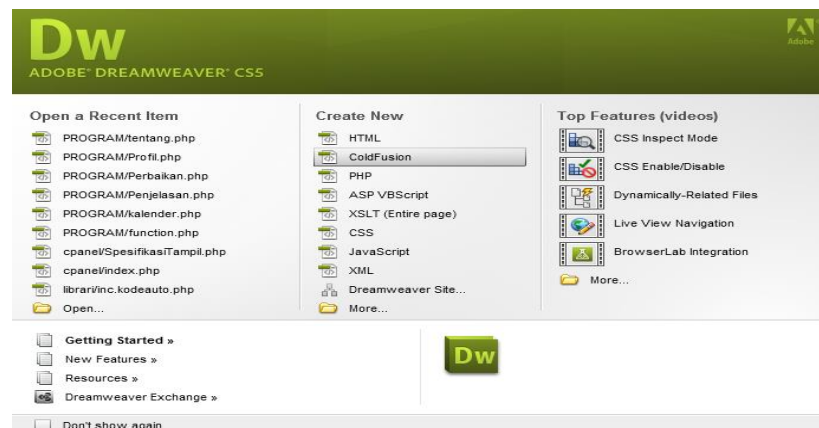 Dw
ADOBE® DREAMWEAVER® CS5
Adobe
Open a Recent Item
PROGRAM/tentang.php
PROGRAM/Profil.php
PROGRAM/Perbaikan.php
PROGRAM/Penjelasan.php
PROGRAM/kalender.php
PROGRAM/function.php
cpanel/SpesifikasiTampil.php
cpanel/index.php
librari/inc.kodeauto.php
Open...
Create New
HTML
ColdFusion
PHP
ASP VBScript
XSLT (Entire page)
CSS
JavaScript
XML
Dreamweaver Site...
More...
Top Features (videos)
CSS Inspect Mode
CSS Enable/Disable
Dynamically-Related Files
Live View Navigation
BrowserLab Integration
More...
Getting Started »
New Features »
Resources »
Dreamweaver Exchange »
Dw
Don't show again